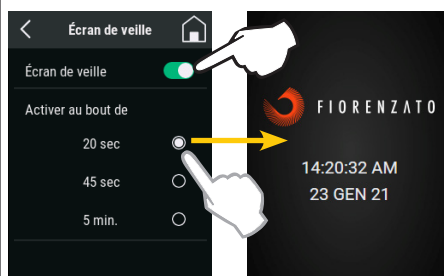 Écran de veille
Écran de veille
Activer au bout de
20 sec
45 sec
5 min.
FIORENZATO
14:20:32 AM
23 GEN 21